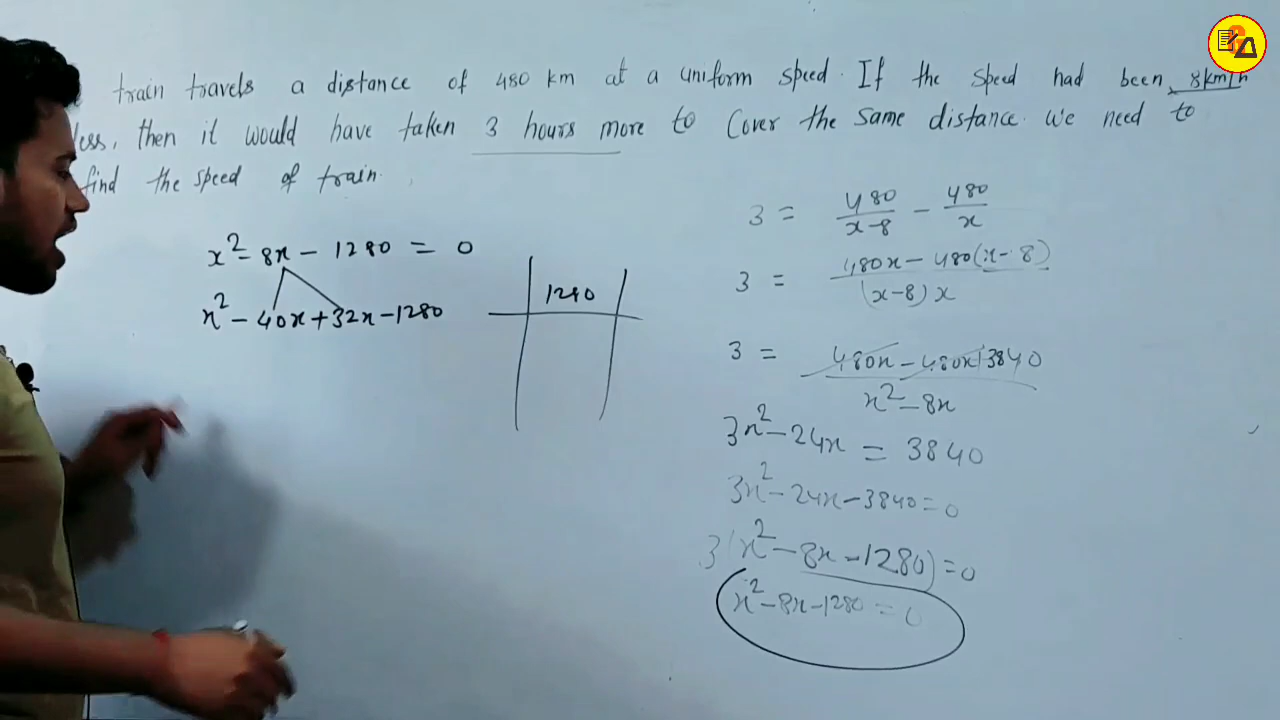 train travels a distance of 480 km at a uniform speed. If the speed had been 8km/h
less, then it would have taken 3 hours more to cover the same distance. we need to
find the speed of train.
x² - 8x - 1280 = 0
x² - 40x + 32x - 1280
1280
3 = 480/x-8 - 480/x
3 = 480x - 480(x - 8)/(x-8)x
3 = 480x - 480x+3840/x² - 8x
3x² - 24x = 3840
3x² - 24x - 3840 = 0
3(x² - 8x - 1280) = 0
x² - 8x - 1280 = 0